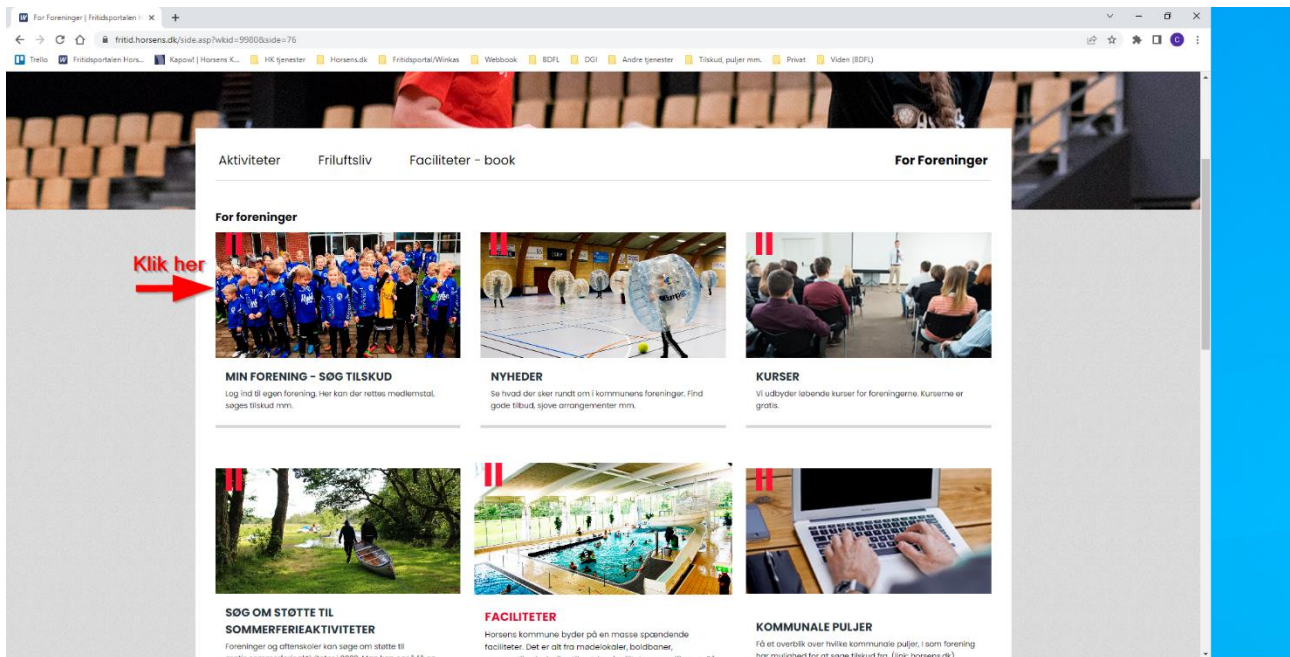 For Foreninger | Fritidsportalen H
fritid.horsens.dk/side.asp?wkid=9980&side=76
Trello Fritidsportalen Hors... Kapow! | Horsens K... HK tjenester Horsens.dk Fritidsportal/Winkas Webbook BDFL DGI Andre tjenester Tilskud, puljer mm. Privat Viden (BDFL)
Aktiviteter Friluftsliv Faciliteter - book For Foreninger
For foreninger
Klik her
MIN FORENING - SØG TILSKUD
Log ind til egen forening. Her kan der rettes medlemstal,
søges tilskud mm.
NYHEDER
Se hvad der sker rundt om i kommunens foreninger. Find
gode tilbud, sjove arrangementer mm.
KURSER
Vi udbyder løbende kurser for foreningerne. Kurserne er
gratis.
SØG OM STØTTE TIL
SOMMERFERIEAKTIVITETER
Foreninger og aftenskoler kan søge om støtte til
FACILITETER
Horsens kommune byder på en masse spændende
faciliteter. Det er alt fra mødelokaler, boldbaner,
KOMMUNALE PULJER
Få et overblik over hvilke kommunale puljer, I som forening
har mulighed for at søge tilskud fra. (link: horsens.dk)